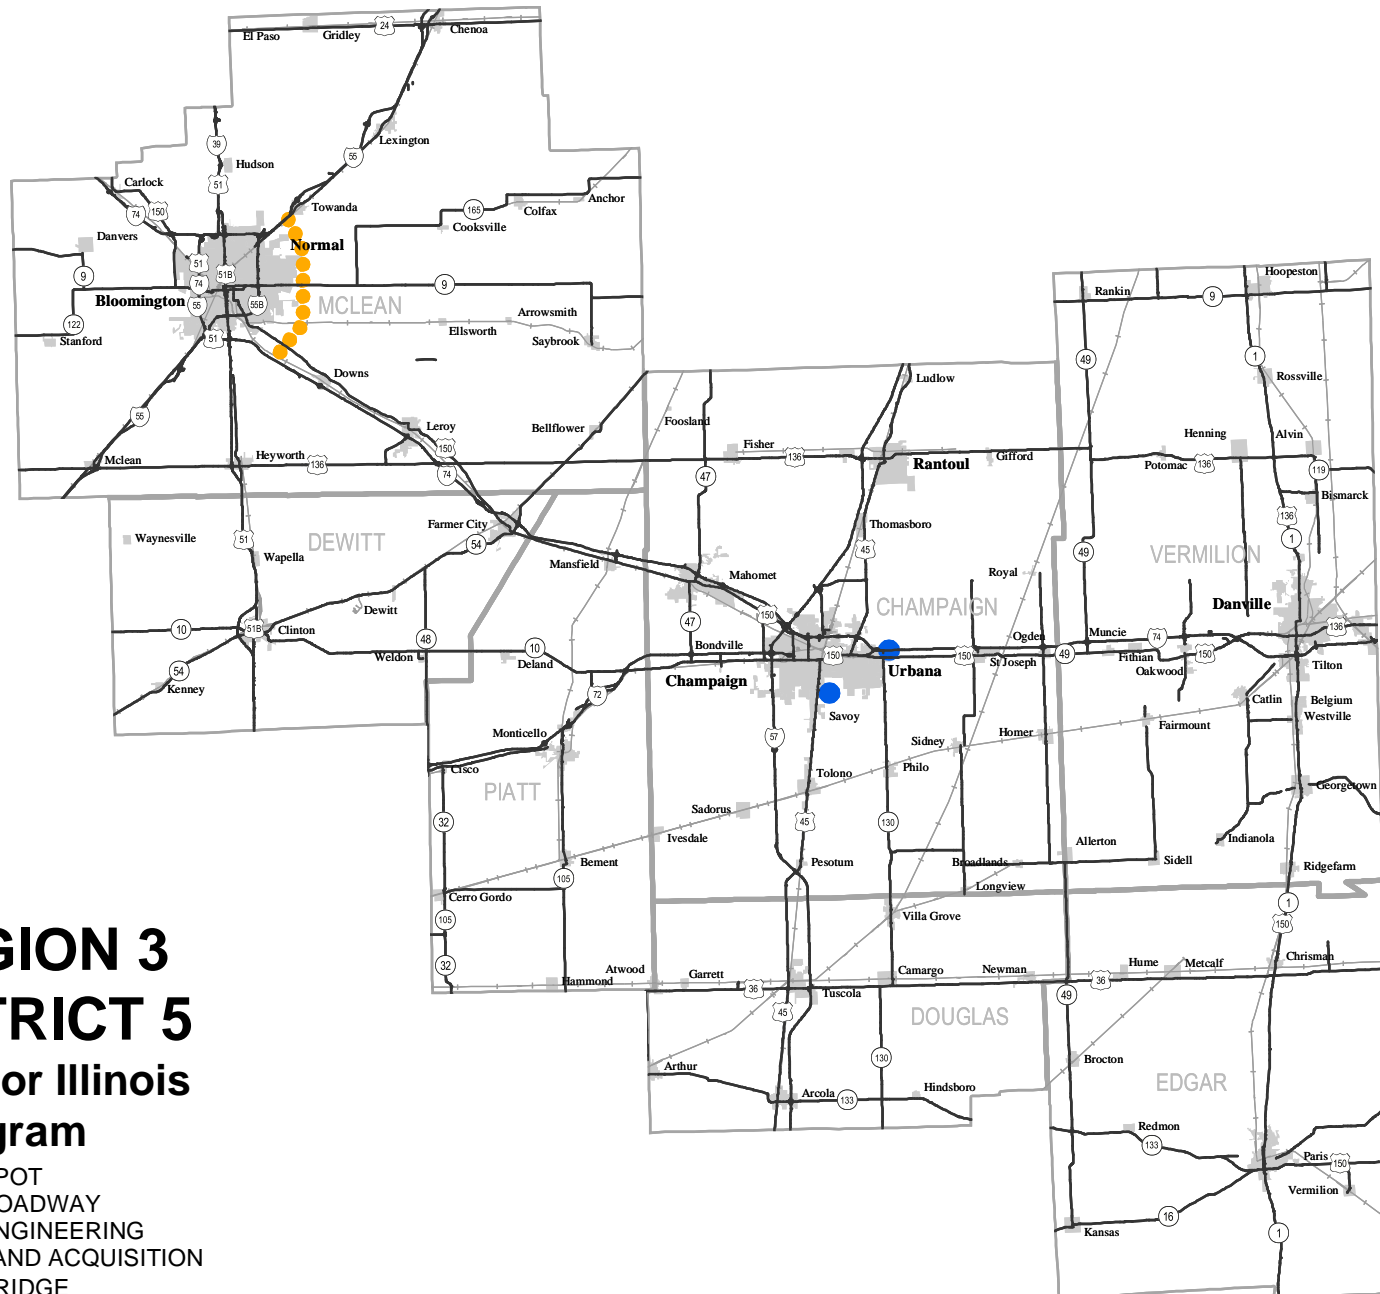 El Paso
Gridley
24
Chenoa
Lexington
39
Hudson
55
51
Carlock
74
150
Towanda
165
Colfax
Anchor
Cooksville
Danvers
Normal
51
51B
9
74
9
Bloomington
55
55B
MCLEAN
122
Stanford
51
Ellsworth
Arrowsmith
Saybrook
Downs
55
Leroy
Bellflower
150
Mclean
Heyworth
136
74
Hoopeston
Rankin
9
49
1
Rossville
Ludlow
Foosland
Fisher
136
Rantoul
Gifford
47
Henning
Alvin
Potomac
136
119
Bismarck
136
1
Waynesville
51
DEWITT
Farmer City
54
Wapella
Mansfield
Mahomet
Thomasboro
45
49
VERMILION
Royal
Dewitt
150
CHAMPAIGN
Danville
10
51B
Clinton
48
47
Bondville
Ogden
Muncie
74
136
Weldon
10
Deland
150
Urbana
150
St Joseph
49
Fithian
150
Oakwood
Tilton
54
Kenney
72
Champaign
Savoy
Catlin
Belgium
Westville
Monticello
57
Sidney
Homer
Fairmount
Cisco
PIATT
Tolono
Philo
Georgetown
32
Sadorus
45
130
Ivesdale
Allerton
Indianola
Bement
Pesotum
Broadlands
Sidell
Ridgefarm
105
Cerro Gordo
Longview
105
Villa Grove
1
150
32
Hammond
Atwood
Garrett
36
Camargo
Newman
36
Hume
Metcalf
Chrisman
Tuscola
45
49
DOUGLAS
130
Brocton
Arthur
EDGAR
Arcola
133
Hindsboro
Redmon
133
Paris
150
Vermilion
16
Kansas
1
GION 3
TRICT 5
or Illinois
gram
POT
OADWAY
NGINEERING
AND ACQUISITION
RIDGE